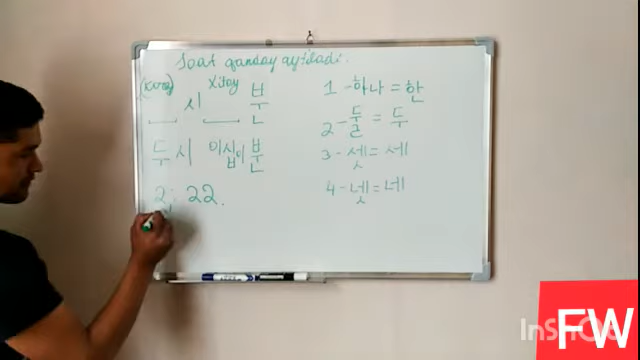 Soat qanday aytiladi.
(Koreys) 시 Xitoy 분
두시 이십이 분
2 : 22.
1 - 하나 = 한
2 - 둘 = 두
3 - 셋 = 세
4 - 넷 = 네
FW
InShot